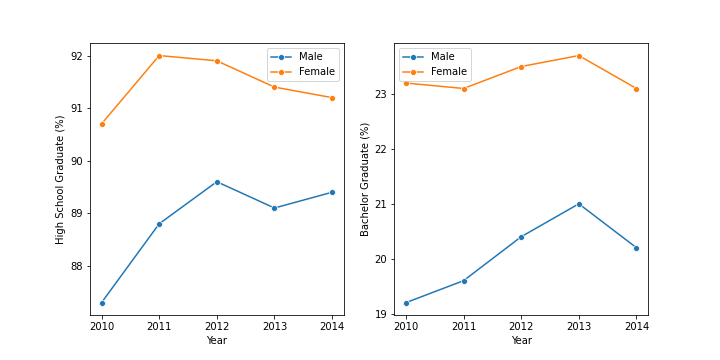 92
91
90
89
88
High School Graduate (%)
2010
2011
2012
2013
2014
Year
Male
Female
23
22
21
20
19
Bachelor Graduate (%)
2010
2011
2012
2013
2014
Year
Male
Female